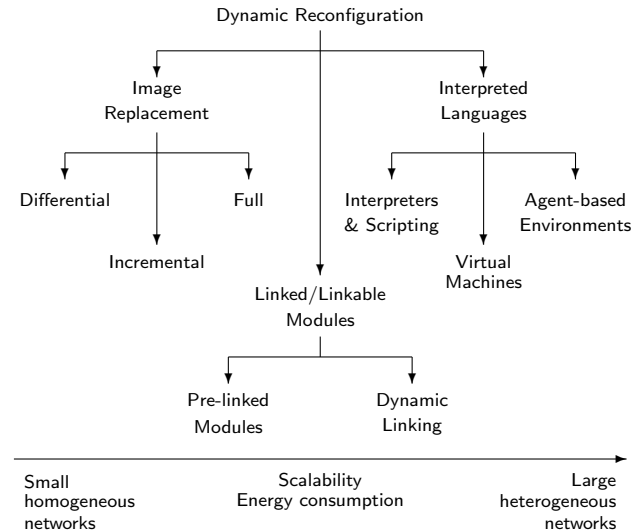 Dynamic Reconfiguration
Image
Replacement
Interpreted
Languages
Differential
Full
Incremental
Interpreters
& Scripting
Agent-based
Environments
Virtual
Machines
Linked/Linkable
Modules
Pre-linked
Modules
Dynamic
Linking
Small
homogeneous
networks
Scalability
Energy consumption
Large
heterogeneous
networks